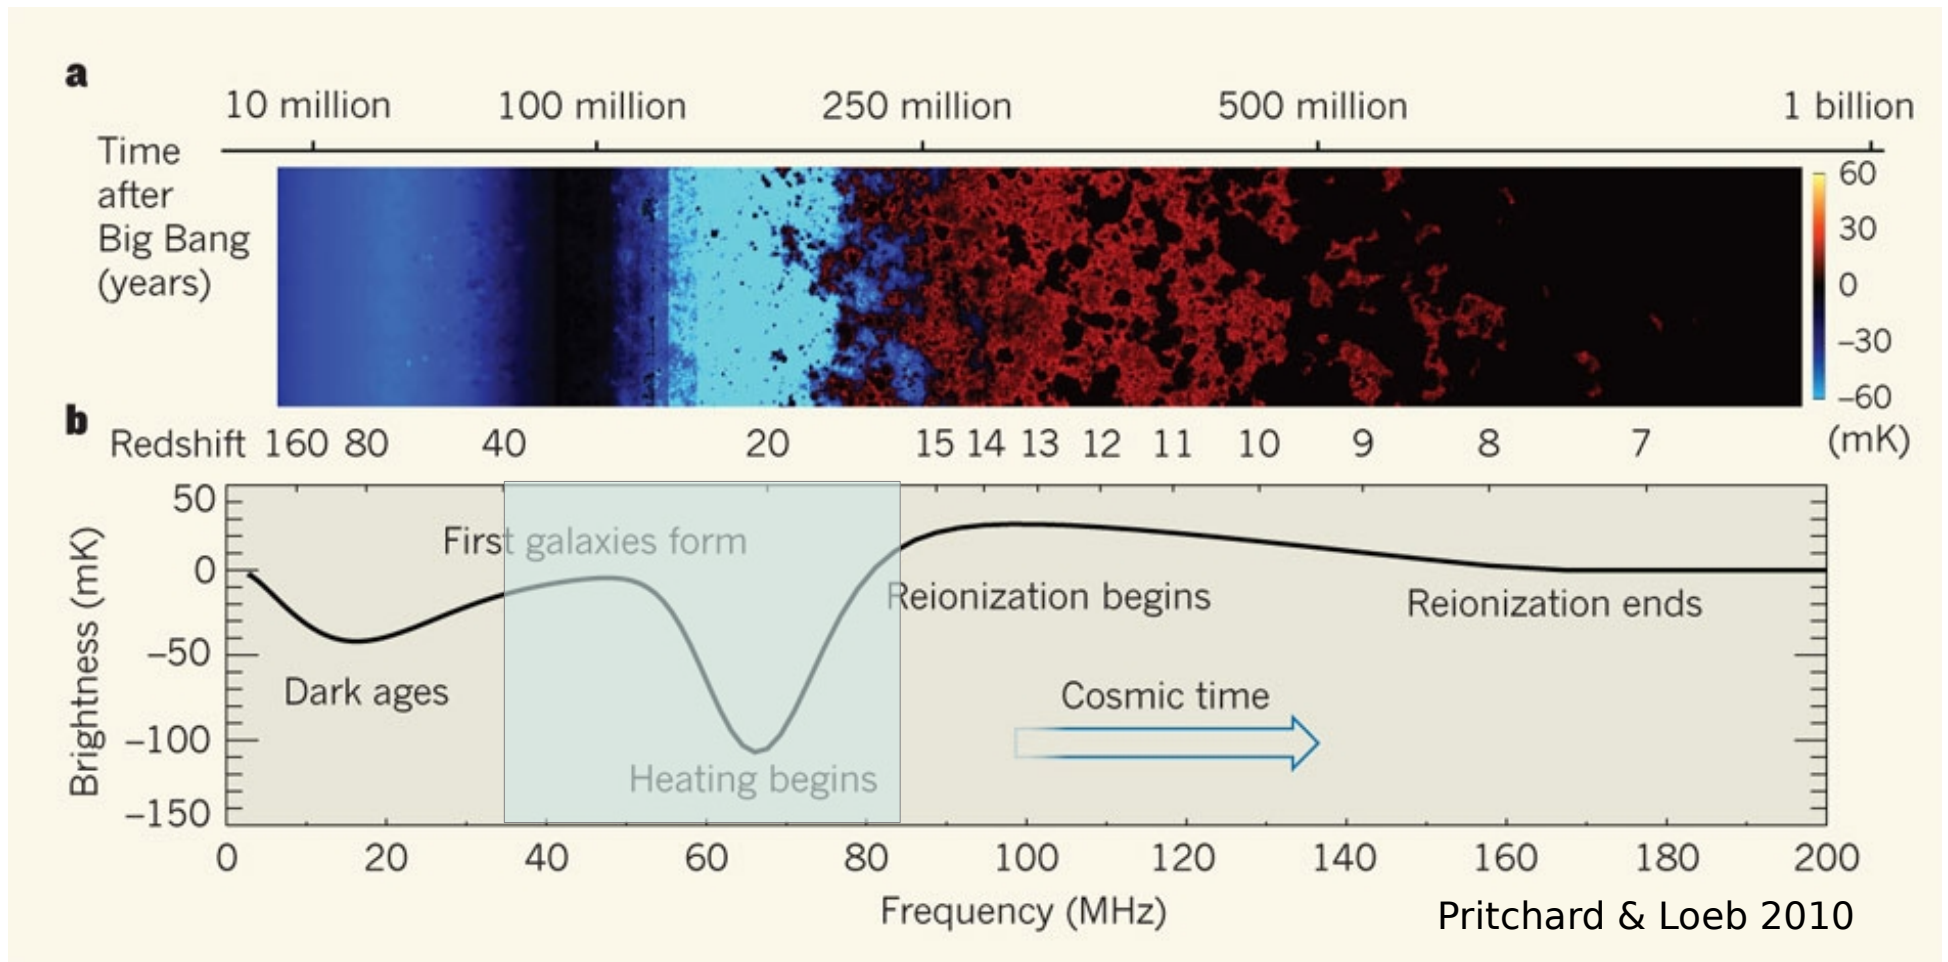 a
10 million 100 million 250 million 500 million 1 billion
Time
after
Big Bang
(years)
60
30
0
–30
–60
(mK)
b
Redshift 160 80 40 20 15 14 13 12 11 10 9 8 7
Brightness (mK)
50
0
–50
–100
–150
First galaxies form
Dark ages
Heating begins
Reionization begins
Reionization ends
Cosmic time
0 20 40 60 80 100 120 140 160 180 200
Frequency (MHz)
Pritchard & Loeb 2010